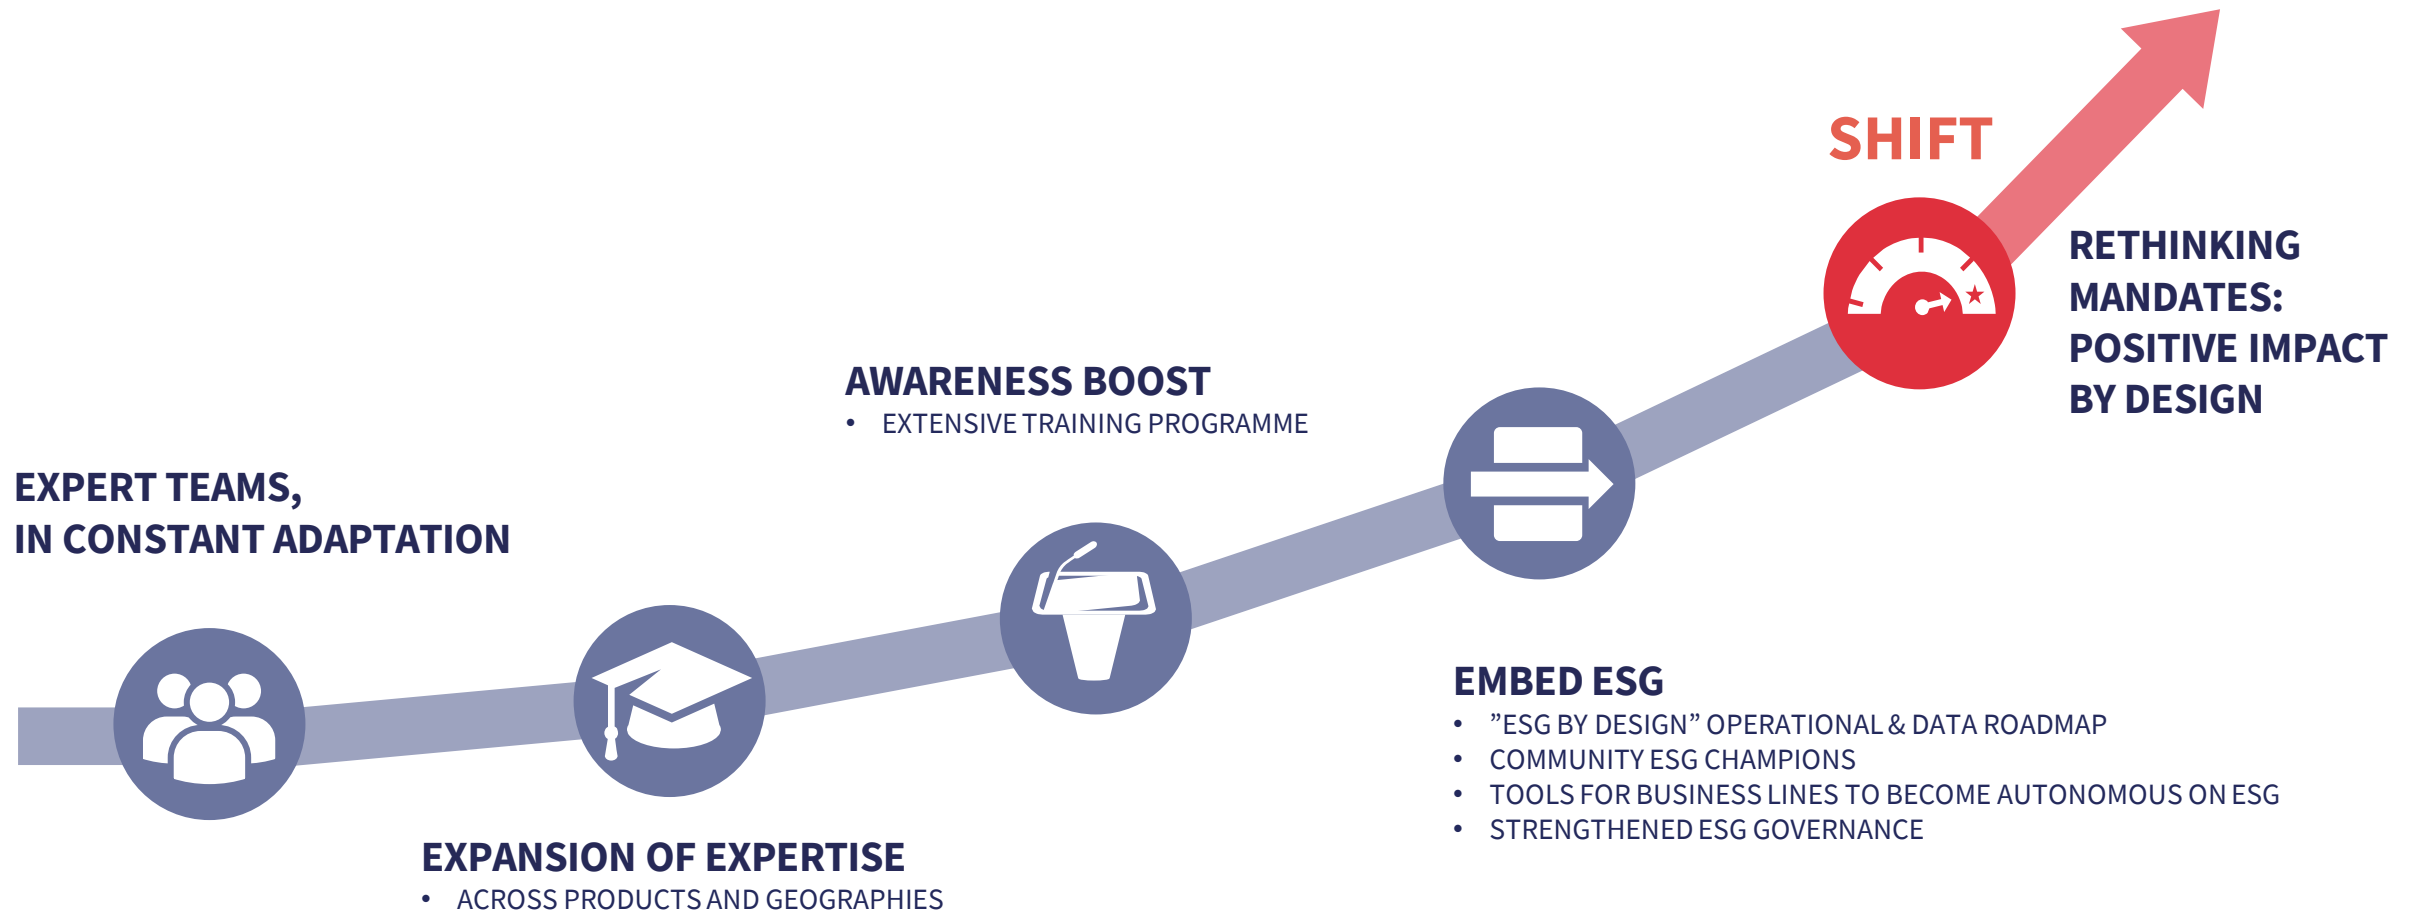 EXPERT TEAMS,
IN CONSTANT ADAPTATION
EXPANSION OF EXPERTISE
• ACROSS PRODUCTS AND GEOGRAPHIES
AWARENESS BOOST
• EXTENSIVE TRAINING PROGRAMME
EMBED ESG
• ”ESG BY DESIGN” OPERATIONAL & DATA ROADMAP
• COMMUNITY ESG CHAMPIONS
• TOOLS FOR BUSINESS LINES TO BECOME AUTONOMOUS ON ESG
• STRENGTHENED ESG GOVERNANCE
SHIFT
RETHINKING
MANDATES:
POSITIVE IMPACT
BY DESIGN